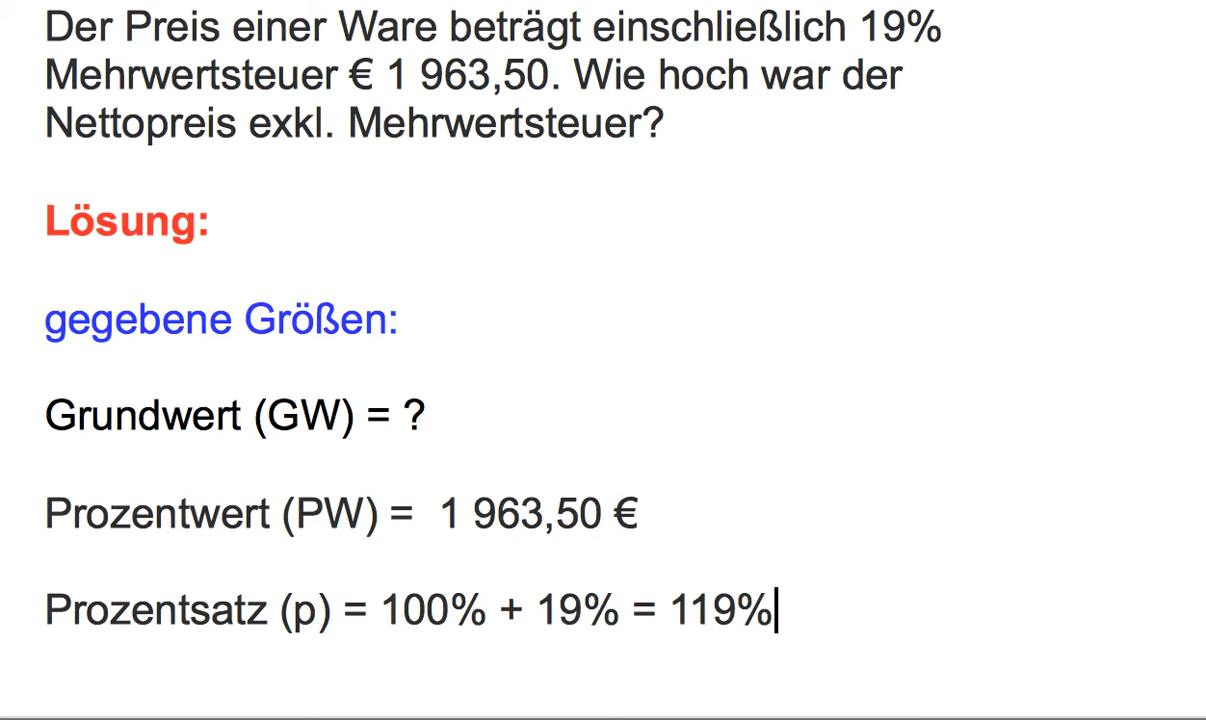 Der Preis einer Ware beträgt einschließlich 19%
Mehrwertsteuer € 1 963,50. Wie hoch war der
Nettopreis exkl. Mehrwertsteuer?
Lösung:
gegebene Größen:
Grundwert (GW) = ?
Prozentwert (PW) = 1 963,50 €
Prozentsatz (p) = 100% + 19% = 119%